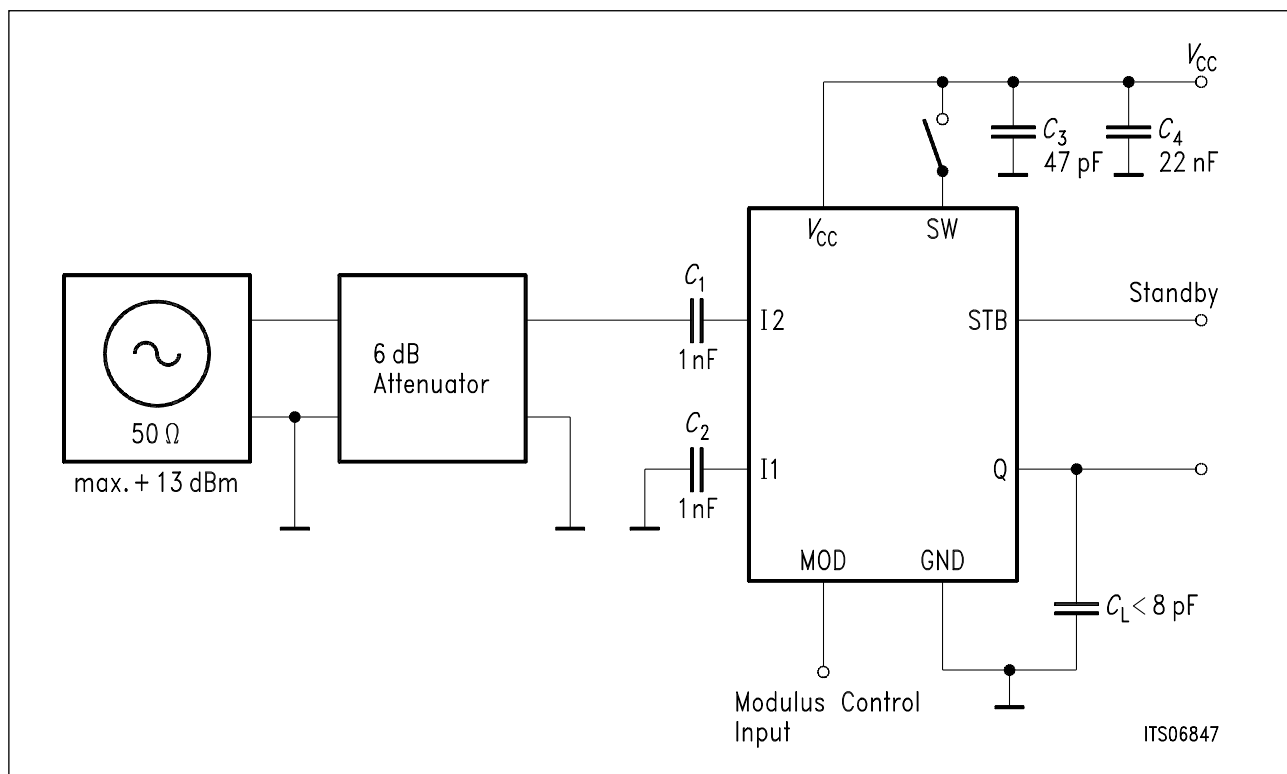 V_CC
C_3
47 pF
C_4
22 nF
V_CC
SW
C_1
1 nF
I2
STB
Standby
50 Ω
max. + 13 dBm
6 dB
Attenuator
C_2
1 nF
I1
Q
MOD
GND
C_L < 8 pF
Modulus Control
Input
ITS06847